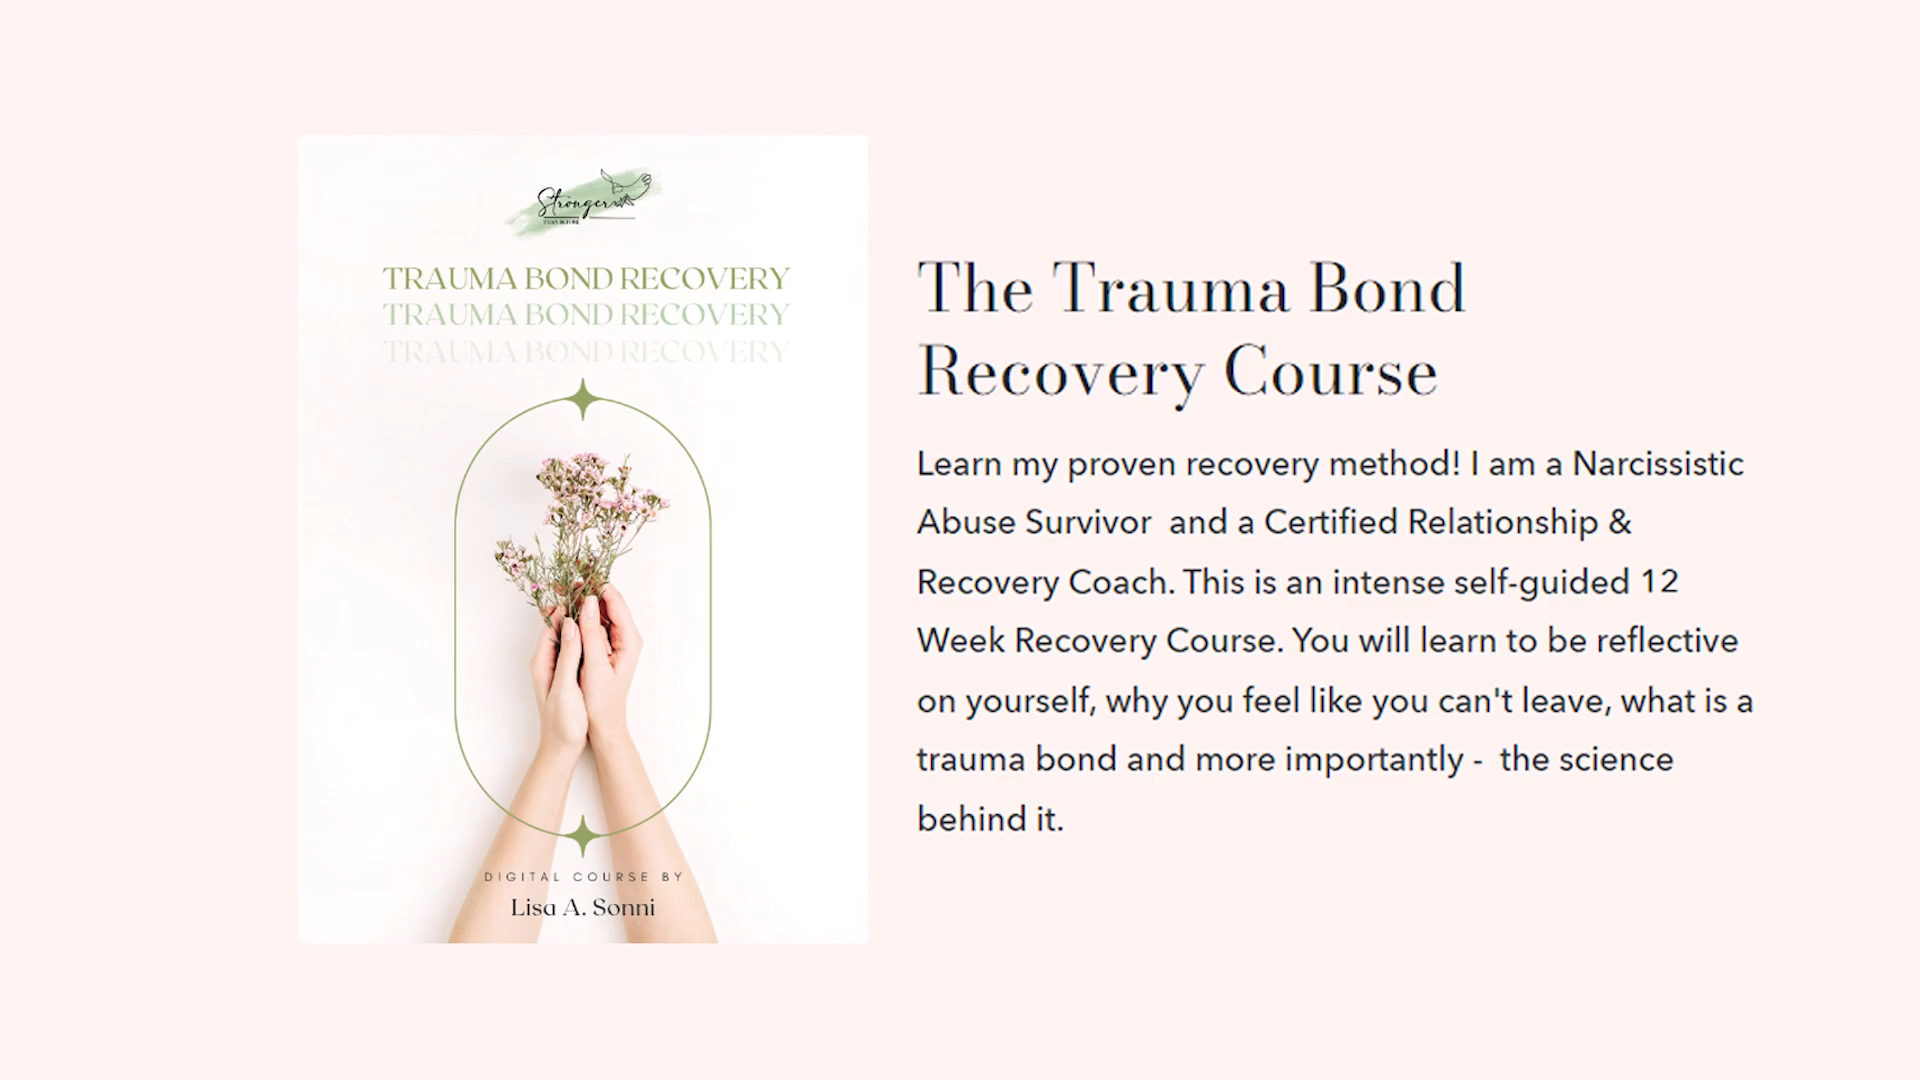 Stronger
THAN BEFORE
TRAUMA BOND RECOVERY
TRAUMA BOND RECOVERY
TRAUMA BOND RECOVERY
DIGITAL COURSE BY
Lisa A. Sonni
The Trauma Bond
Recovery Course
Learn my proven recovery method! I am a Narcissistic
Abuse Survivor  and a Certified Relationship &
Recovery Coach. This is an intense self-guided 12
Week Recovery Course. You will learn to be reflective
on yourself, why you feel like you can't leave, what is a
trauma bond and more importantly -  the science
behind it.